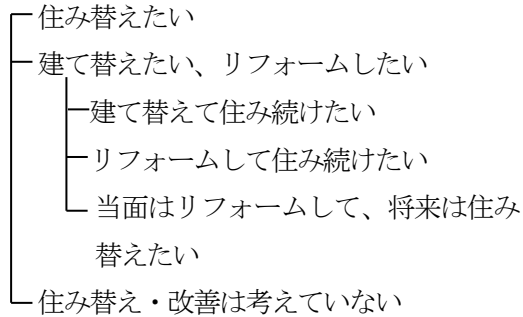 住み替えたい
建て替えたい、リフォームしたい
建て替えて住み続けたい
リフォームして住み続けたい
当面はリフォームして、将来は住み
替えたい
住み替え・改善は考えていない